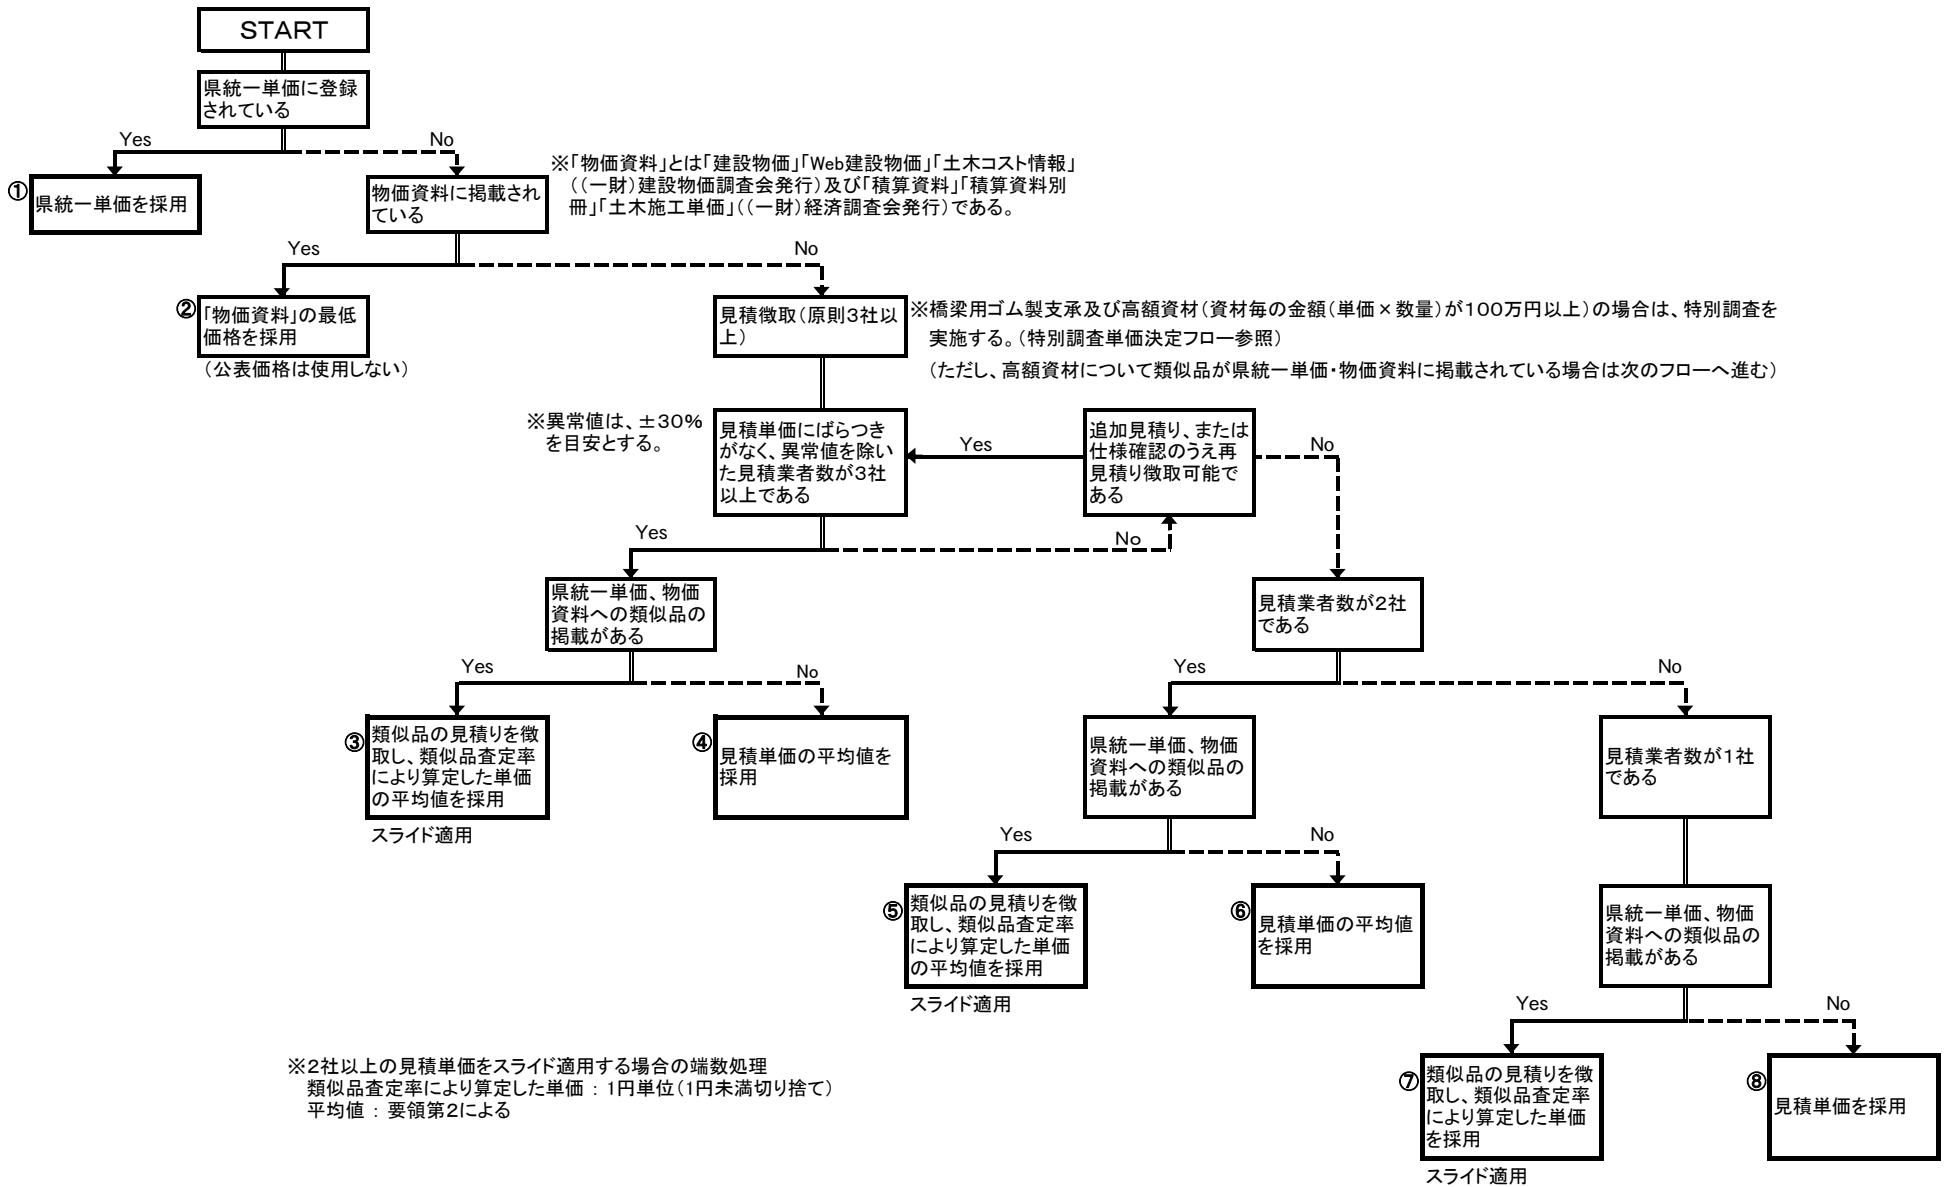 START
県統一単価に登録
されている
Yes
No
①
県統一単価を採用
物価資料に掲載され
ている
※「物価資料」とは「建設物価」「Web建設物価」「土木コスト情報」
((一財)建設物価調査会発行)及び「積算資料」「積算資料別
冊」「土木施工単価」((一財)経済調査会発行)である。
Yes
No
②
「物価資料」の最低
価格を採用
(公表価格は使用しない)
見積徴取(原則3社以
上)
※橋梁用ゴム製支承及び高額資材(資材毎の金額(単価×数量)が100万円以上)の場合は、特別調査を
実施する。(特別調査単価決定フロー参照)
(ただし、高額資材について類似品が県統一単価・物価資料に掲載されている場合は次のフローへ進む)
※異常値は、±30%
を目安とする。
見積単価にばらつき
がなく、異常値を除い
た見積業者数が3社
以上である
Yes
追加見積り、または
仕様確認のうえ再
見積り徴取可能で
ある
No
Yes
No
県統一単価、物価
資料への類似品の
掲載がある
見積業者数が2社
である
Yes
No
Yes
No
③
類似品の見積りを徴
取し、類似品査定率
により算定した単価
の平均値を採用
スライド適用
④
見積単価の平均値を
採用
県統一単価、物価
資料への類似品の
掲載がある
見積業者数が1社
である
Yes
No
⑤
類似品の見積りを徴
取し、類似品査定率
により算定した単価
の平均値を採用
スライド適用
⑥
見積単価の平均値
を採用
県統一単価、物価
資料への類似品の
掲載がある
Yes
No
※2社以上の見積単価をスライド適用する場合の端数処理
類似品査定率により算定した単価 : 1円単位(1円未満切り捨て)
平均値 : 要領第2による
⑦
類似品の見積りを徴
取し、類似品査定率
により算定した単価
を採用
スライド適用
⑧
見積単価を採用